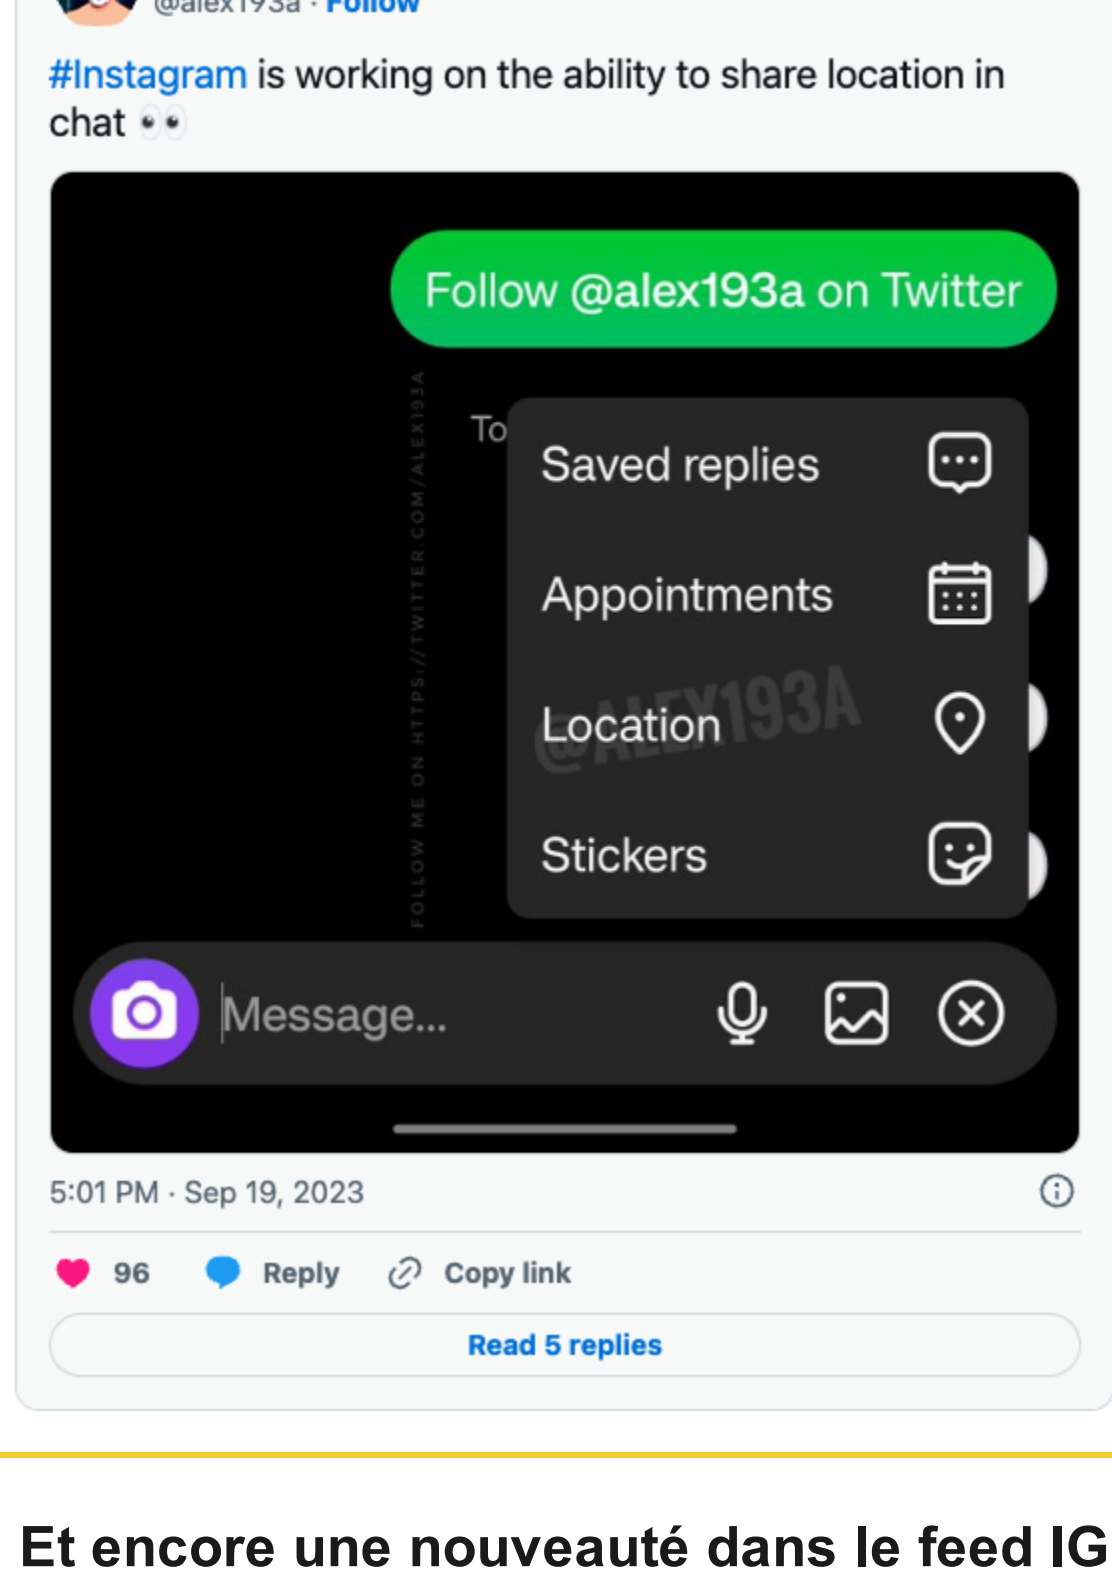 @alex193a · Follow
#Instagram is working on the ability to share location in
chat 👀
Follow @alex193a on Twitter
FOLLOW ME ON HTTPS://TWITTER.COM/ALEX193A
To
Saved replies
Appointments
@ALEX193A
Location
Stickers
Message...
5:01 PM · Sep 19, 2023
96 Reply Copy link
Read 5 replies
Et encore une nouveauté dans le feed IG